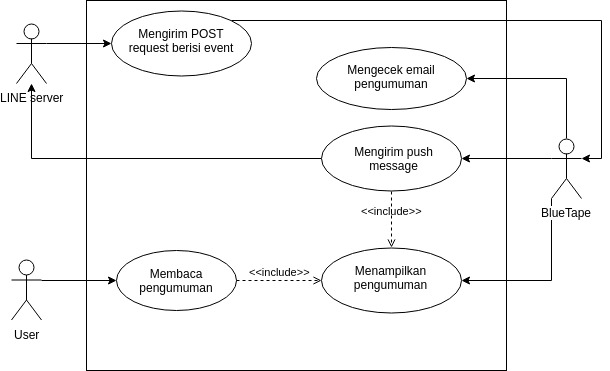 Mengirim POST
request berisi event
LINE server
Mengecek email
pengumuman
Mengirim push
message
<<include>>
BlueTape
Membaca
pengumuman
<<include>>
Menampilkan
pengumuman
User